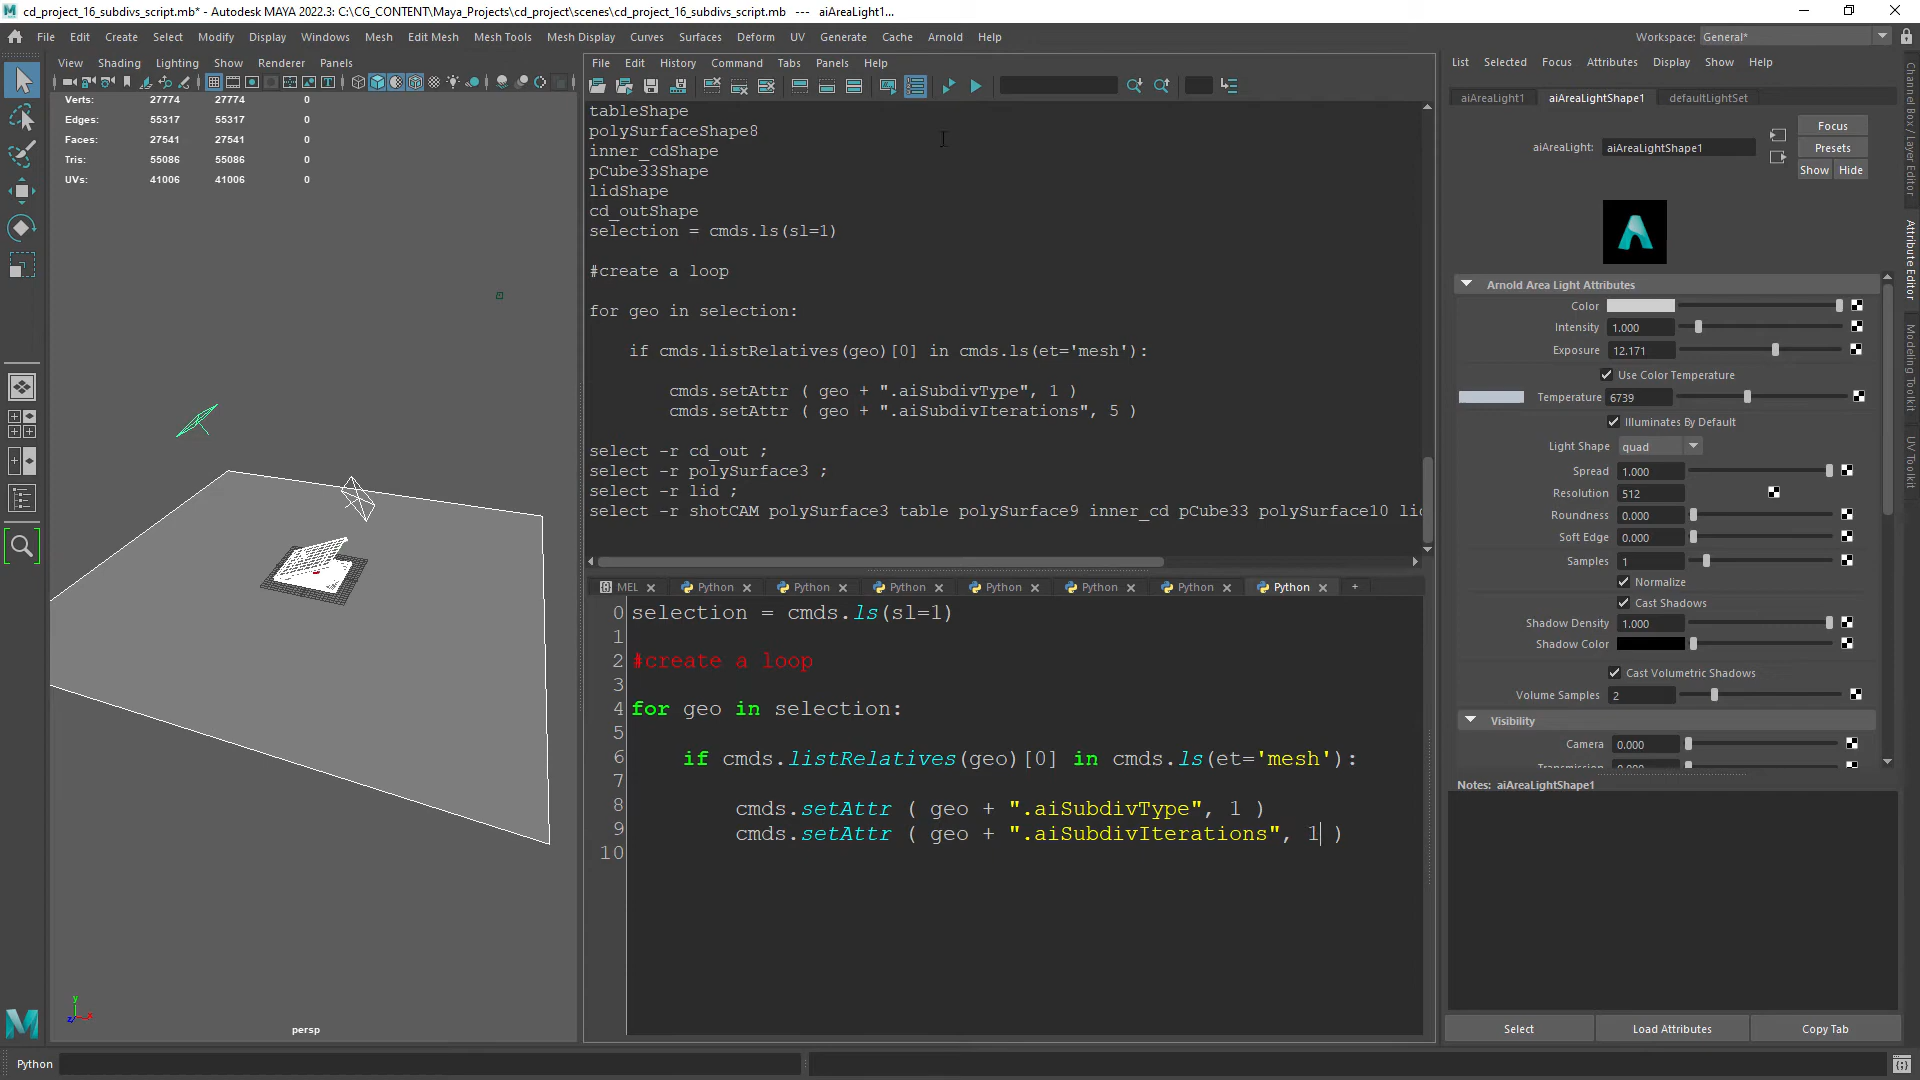 cd_project_16_subdivs_script.mb* - Autodesk MAYA 2022.3: C:\CG_CONTENT\Maya_Projects\cd_project\scenes\cd_project_16_subdivs_script.mb --- aiAreaLight1...
File Edit Create Select Modify Display Windows Mesh Edit Mesh Mesh Tools Mesh Display Curves Surfaces Deform UV Generate Cache Arnold Help
Workspace: General*
View Shading Lighting Show Renderer Panels
Verts: 27774 27774 0
Edges: 55317 55317 0
Faces: 27541 27541 0
Tris: 55086 55086 0
UVs: 41006 41006 0
persp
File Edit History Command Tabs Panels Help
tableShape
polySurfaceShape8
inner_cdShape
pCube33Shape
lidShape
cd_outShape
selection = cmds.ls(sl=1)
#create a loop
for geo in selection:
if cmds.listRelatives(geo)[0] in cmds.ls(et='mesh'):
cmds.setAttr ( geo + ".aiSubdivType", 1 )
cmds.setAttr ( geo + ".aiSubdivIterations", 5 )
select -r cd_out ;
select -r polySurface3 ;
select -r lid ;
select -r shotCAM polySurface3 table polySurface9 inner_cd pCube33 polySurface10
MEL Python Python Python Python Python Python Python +
0 selection = cmds.ls(sl=1)
1
2 #create a loop
3
4 for geo in selection:
5
6 if cmds.listRelatives(geo)[0] in cmds.ls(et='mesh'):
7
8 cmds.setAttr ( geo + ".aiSubdivType", 1 )
9 cmds.setAttr ( geo + ".aiSubdivIterations", 1 )
10
List Selected Focus Attributes Display Show Help
aiAreaLight1 aiAreaLightShape1 defaultLightSet
aiAreaLight: aiAreaLightShape1
Focus
Presets
Show Hide
Arnold Area Light Attributes
Color
Intensity 1.000
Exposure 12.171
Use Color Temperature
Temperature 6739
Illuminates By Default
Light Shape quad
Spread 1.000
Resolution 512
Roundness 0.000
Soft Edge 0.000
Samples 1
Normalize
Cast Shadows
Shadow Density 1.000
Shadow Color
Cast Volumetric Shadows
Volume Samples 2
Visibility
Camera 0.000
Notes: aiAreaLightShape1
Select Load Attributes Copy Tab
Channel Box / Layer Editor
Attribute Editor
Modeling Toolkit
UV Toolkit
Python